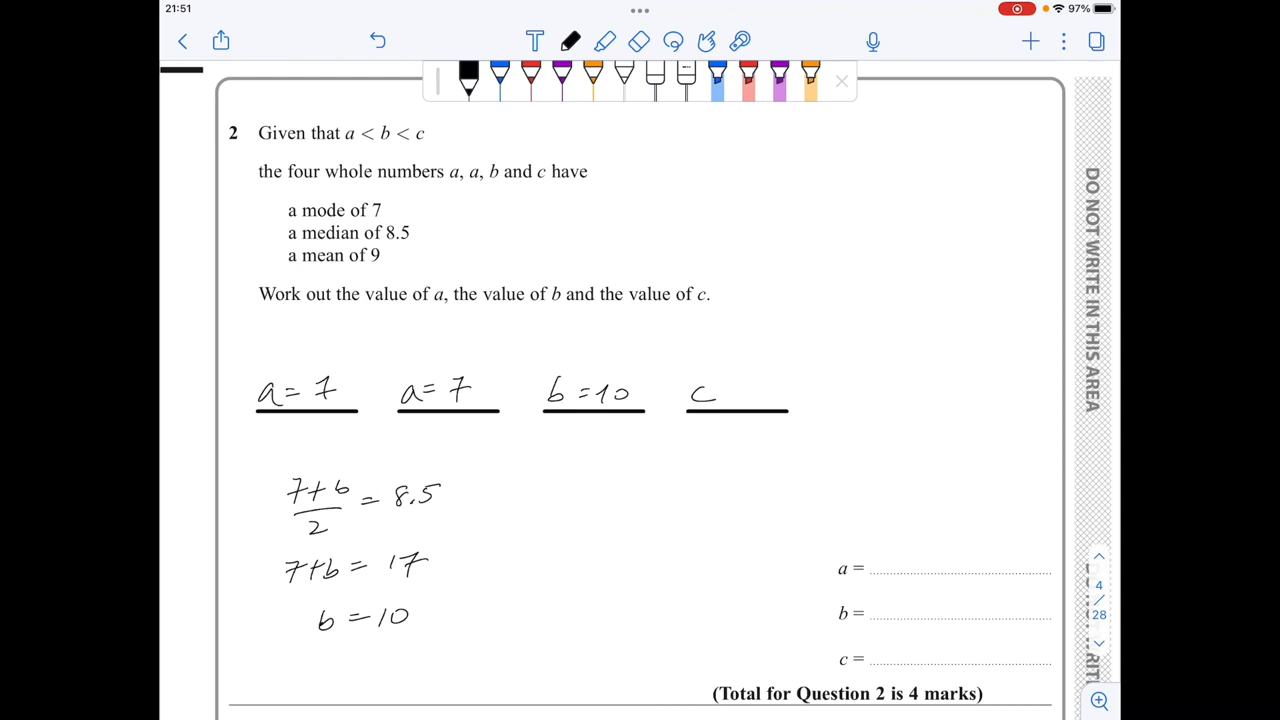 21:51
97%
2 Given that a < b < c
the four whole numbers a, a, b and c have
a mode of 7
a median of 8.5
a mean of 9
Work out the value of a, the value of b and the value of c.
a = 7 a = 7 b = 10 c
7+b/2 = 8.5
7+b = 17
b = 10
a =
b =
c =
(Total for Question 2 is 4 marks)
DO NOT WRITE IN THIS AREA
4
/
28